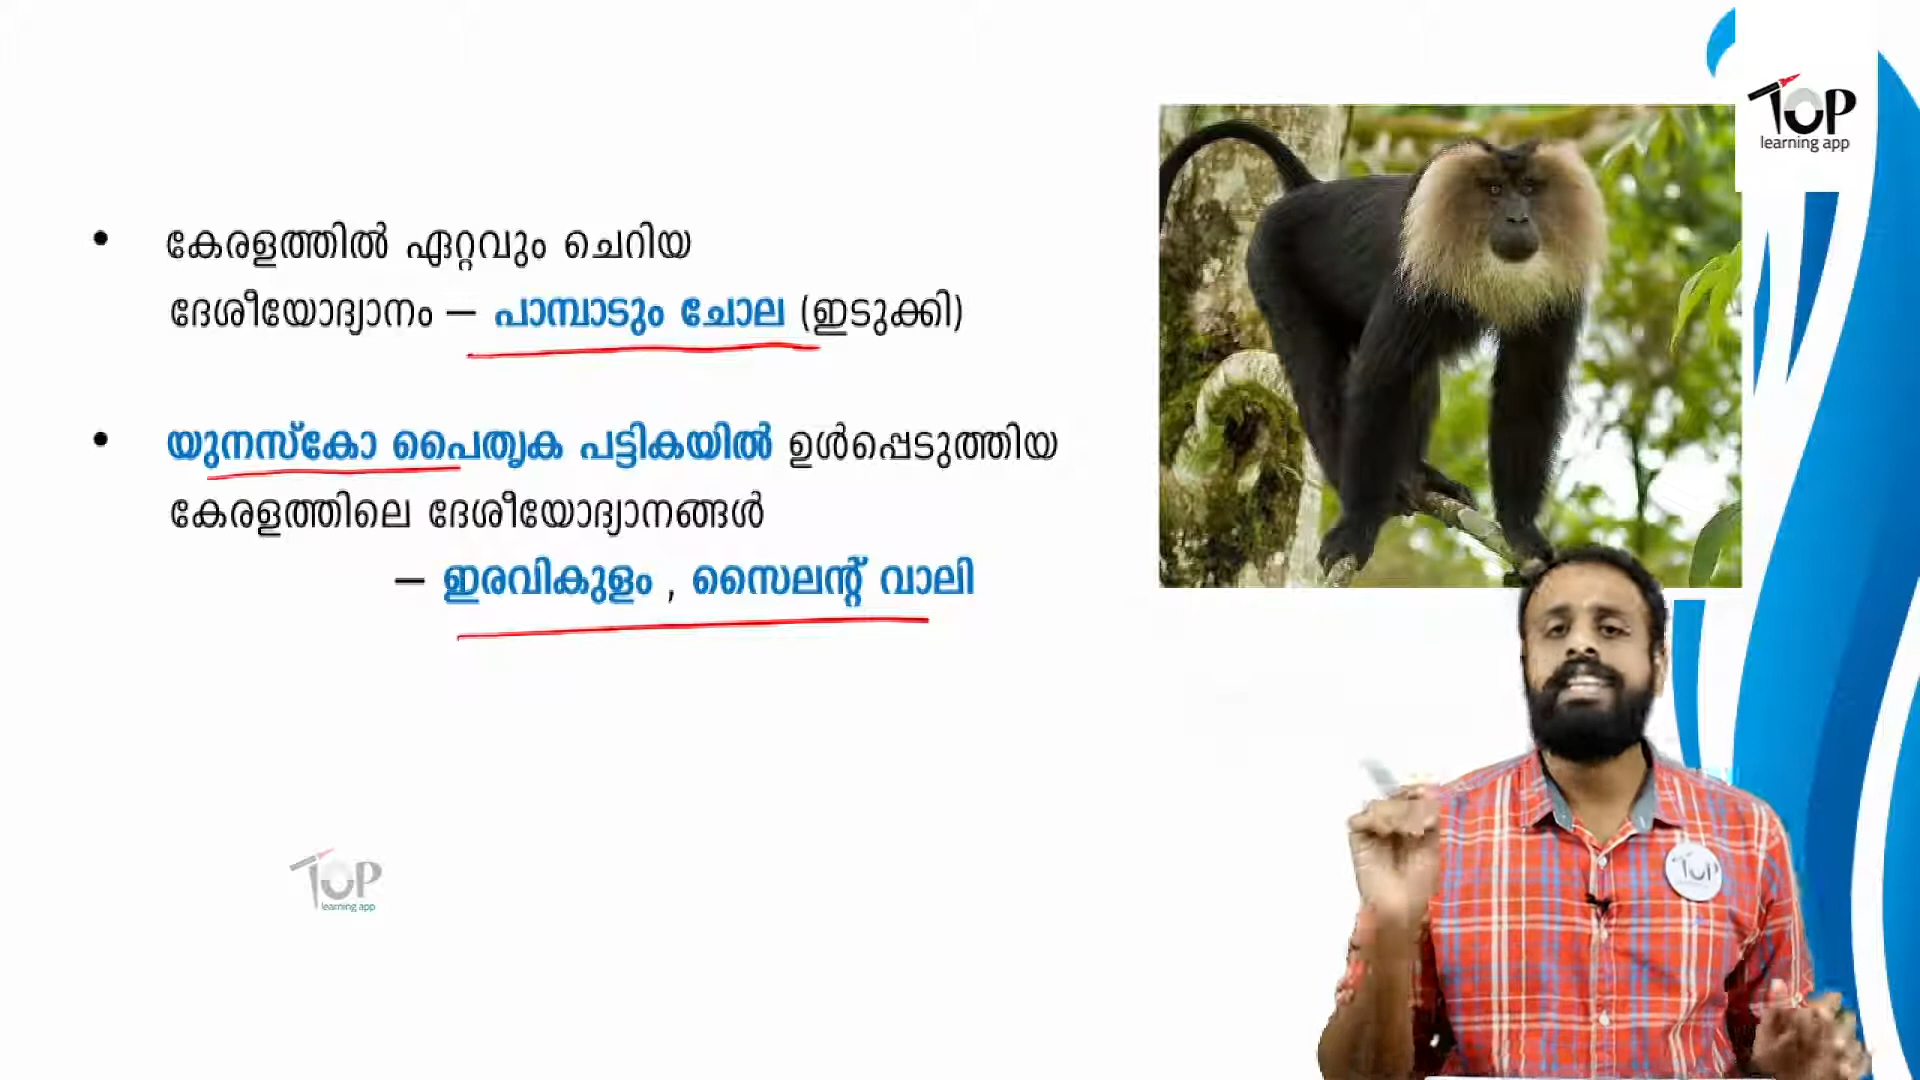 TOP
learning app
• കേരളത്തിൽ ഏറ്റവും ചെറിയ
ദേശീയോദ്യാനം – പാമ്പാടും ചോല (ഇടുക്കി)
• യുനസ്കോ പൈതൃക പട്ടികയിൽ ഉൾപ്പെടുത്തിയ
കേരളത്തിലെ ദേശീയോദ്യാനങ്ങൾ
– ഇരവികുളം , സൈലന്റ് വാലി
TOP
learning app
TOP